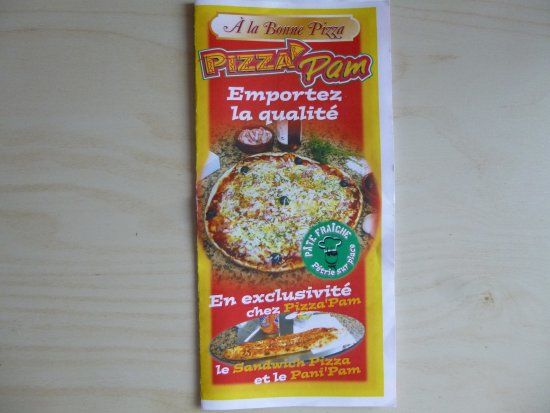 À la Bonne Pizza
PIZZA'Pam
Emportez
la qualité
PÂTE FRAÎCHE
Pétrie sur place
En exclusivité
chez Pizza'Pam
le Sandwich Pizza
et le Pani'Pam